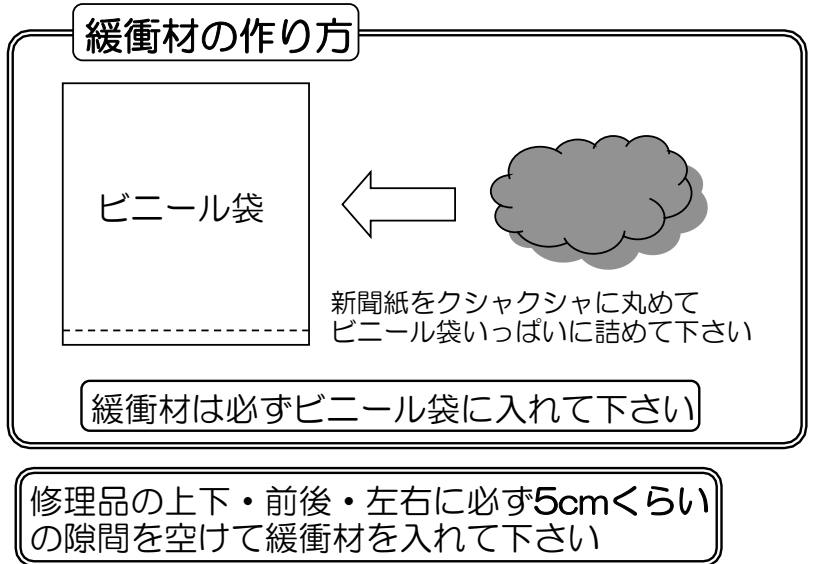 緩衝材の作り方
ビニール袋
新聞紙をクシャクシャに丸めて
ビニール袋いっぱいに詰めて下さい
緩衝材は必ずビニール袋に入れて下さい
修理品の上下・前後・左右に必ず5cmくらい
の隙間を空けて緩衝材を入れて下さい